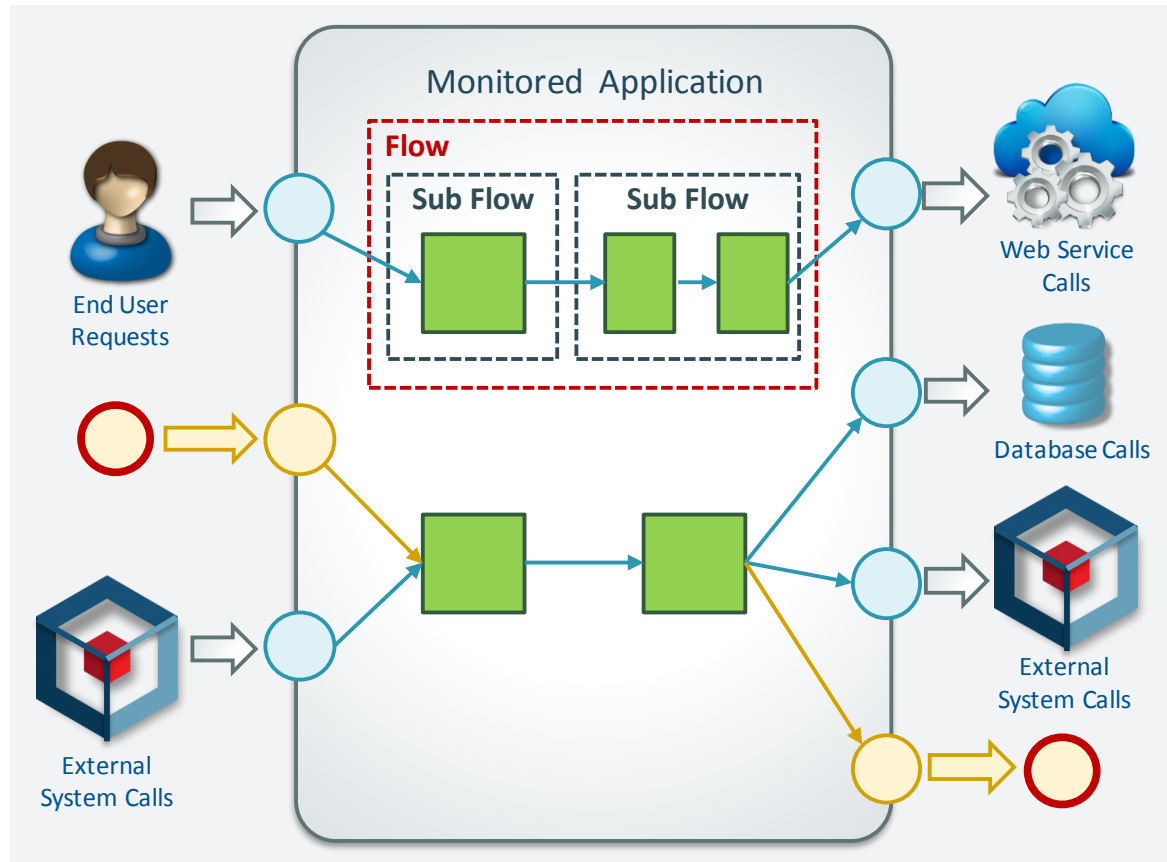 Monitored Application
Flow
Sub Flow
Sub Flow
End User
Requests
Web Service
Calls
Database Calls
External
System Calls
External
System Calls